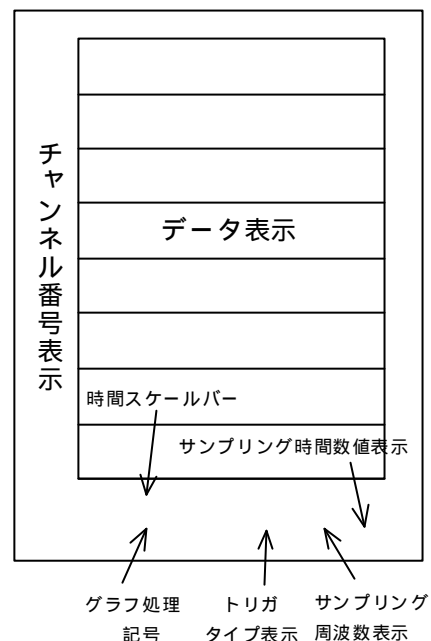 チャンネル番号表示
データ表示
時間スケールバー
サンプリング時間数値表示
グラフ処理
記号
トリガ
タイプ表示
サンプリング
周波数表示